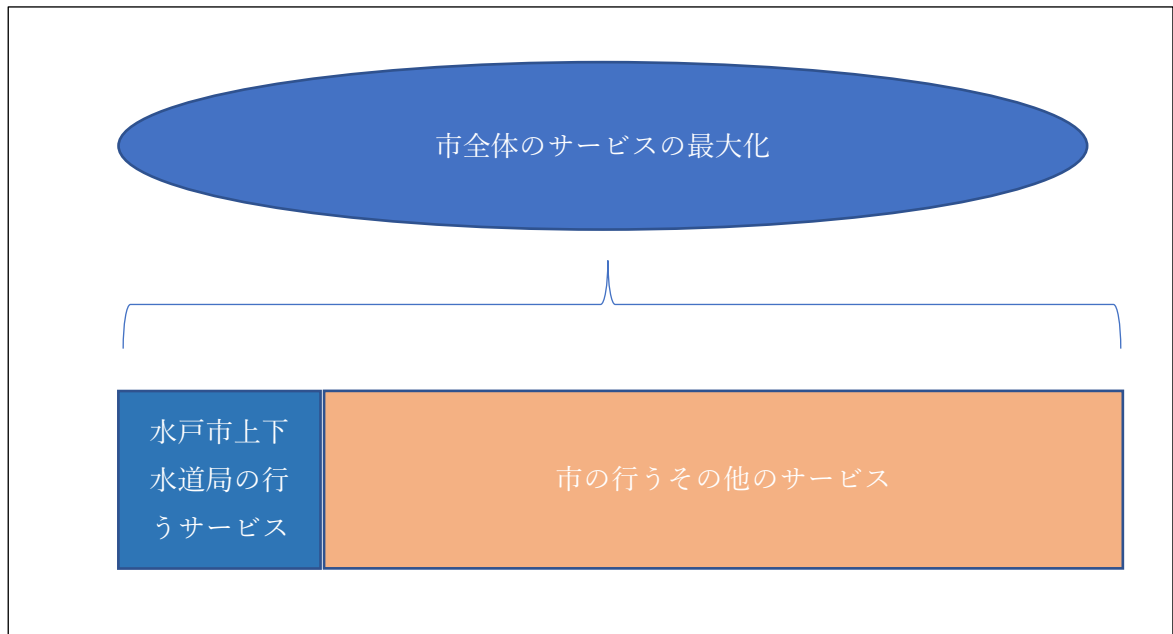 市全体のサービスの最大化
水戸市上下
水道局の行
うサービス
市の行うその他のサービス